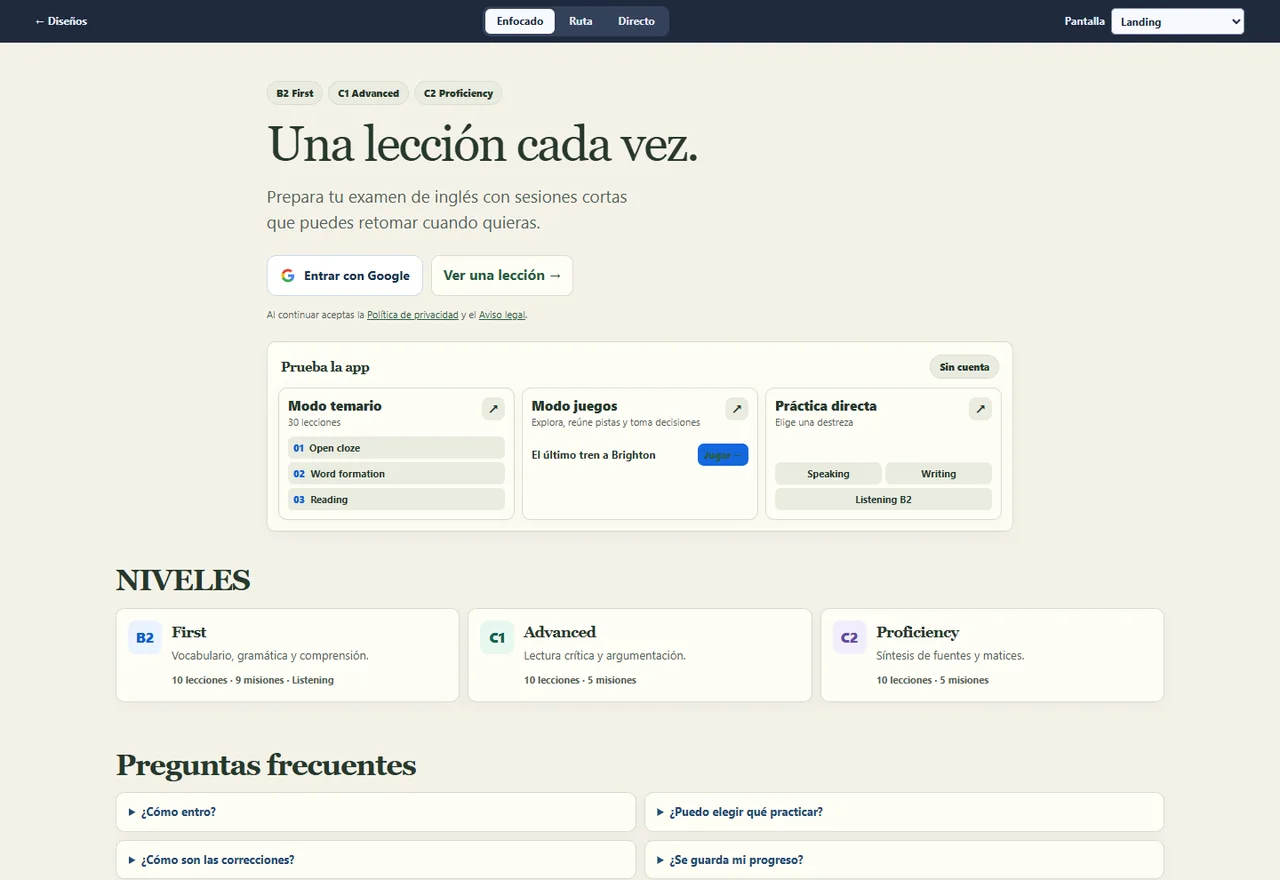 ← Diseños
Enfocado Ruta Directo
Pantalla Landing
B2 First C1 Advanced C2 Proficiency
Una lección cada vez.
Prepara tu examen de inglés con sesiones cortas
que puedes retomar cuando quieras.
Entrar con Google Ver una lección →
Al continuar aceptas la Política de privacidad y el Aviso legal.
Prueba la app
Sin cuenta
Modo temario ↗
30 lecciones
01 Open cloze
02 Word formation
03 Reading
Modo juegos ↗
Explora, reúne pistas y toma decisiones
El último tren a Brighton Jugar →
Práctica directa ↗
Elige una destreza
Speaking Writing
Listening B2
NIVELES
B2 First
Vocabulario, gramática y comprensión.
10 lecciones · 9 misiones · Listening
C1 Advanced
Lectura crítica y argumentación.
10 lecciones · 5 misiones
C2 Proficiency
Síntesis de fuentes y matices.
10 lecciones · 5 misiones
Preguntas frecuentes
¿Cómo entro?
¿Puedo elegir qué practicar?
¿Cómo son las correcciones?
¿Se guarda mi progreso?